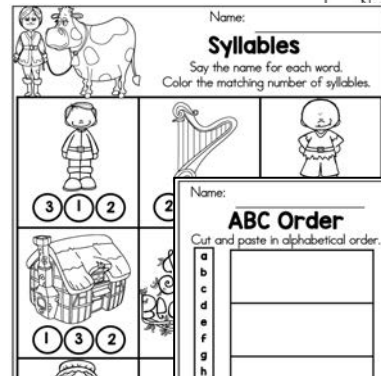 Name:
Syllables
Say the name for each word.
Color the matching number of syllables.
3 1 2
2
1 3 2
Name:
ABC Order
Cut and paste in alphabetical order.
a
b
c
d
e
f
g
h